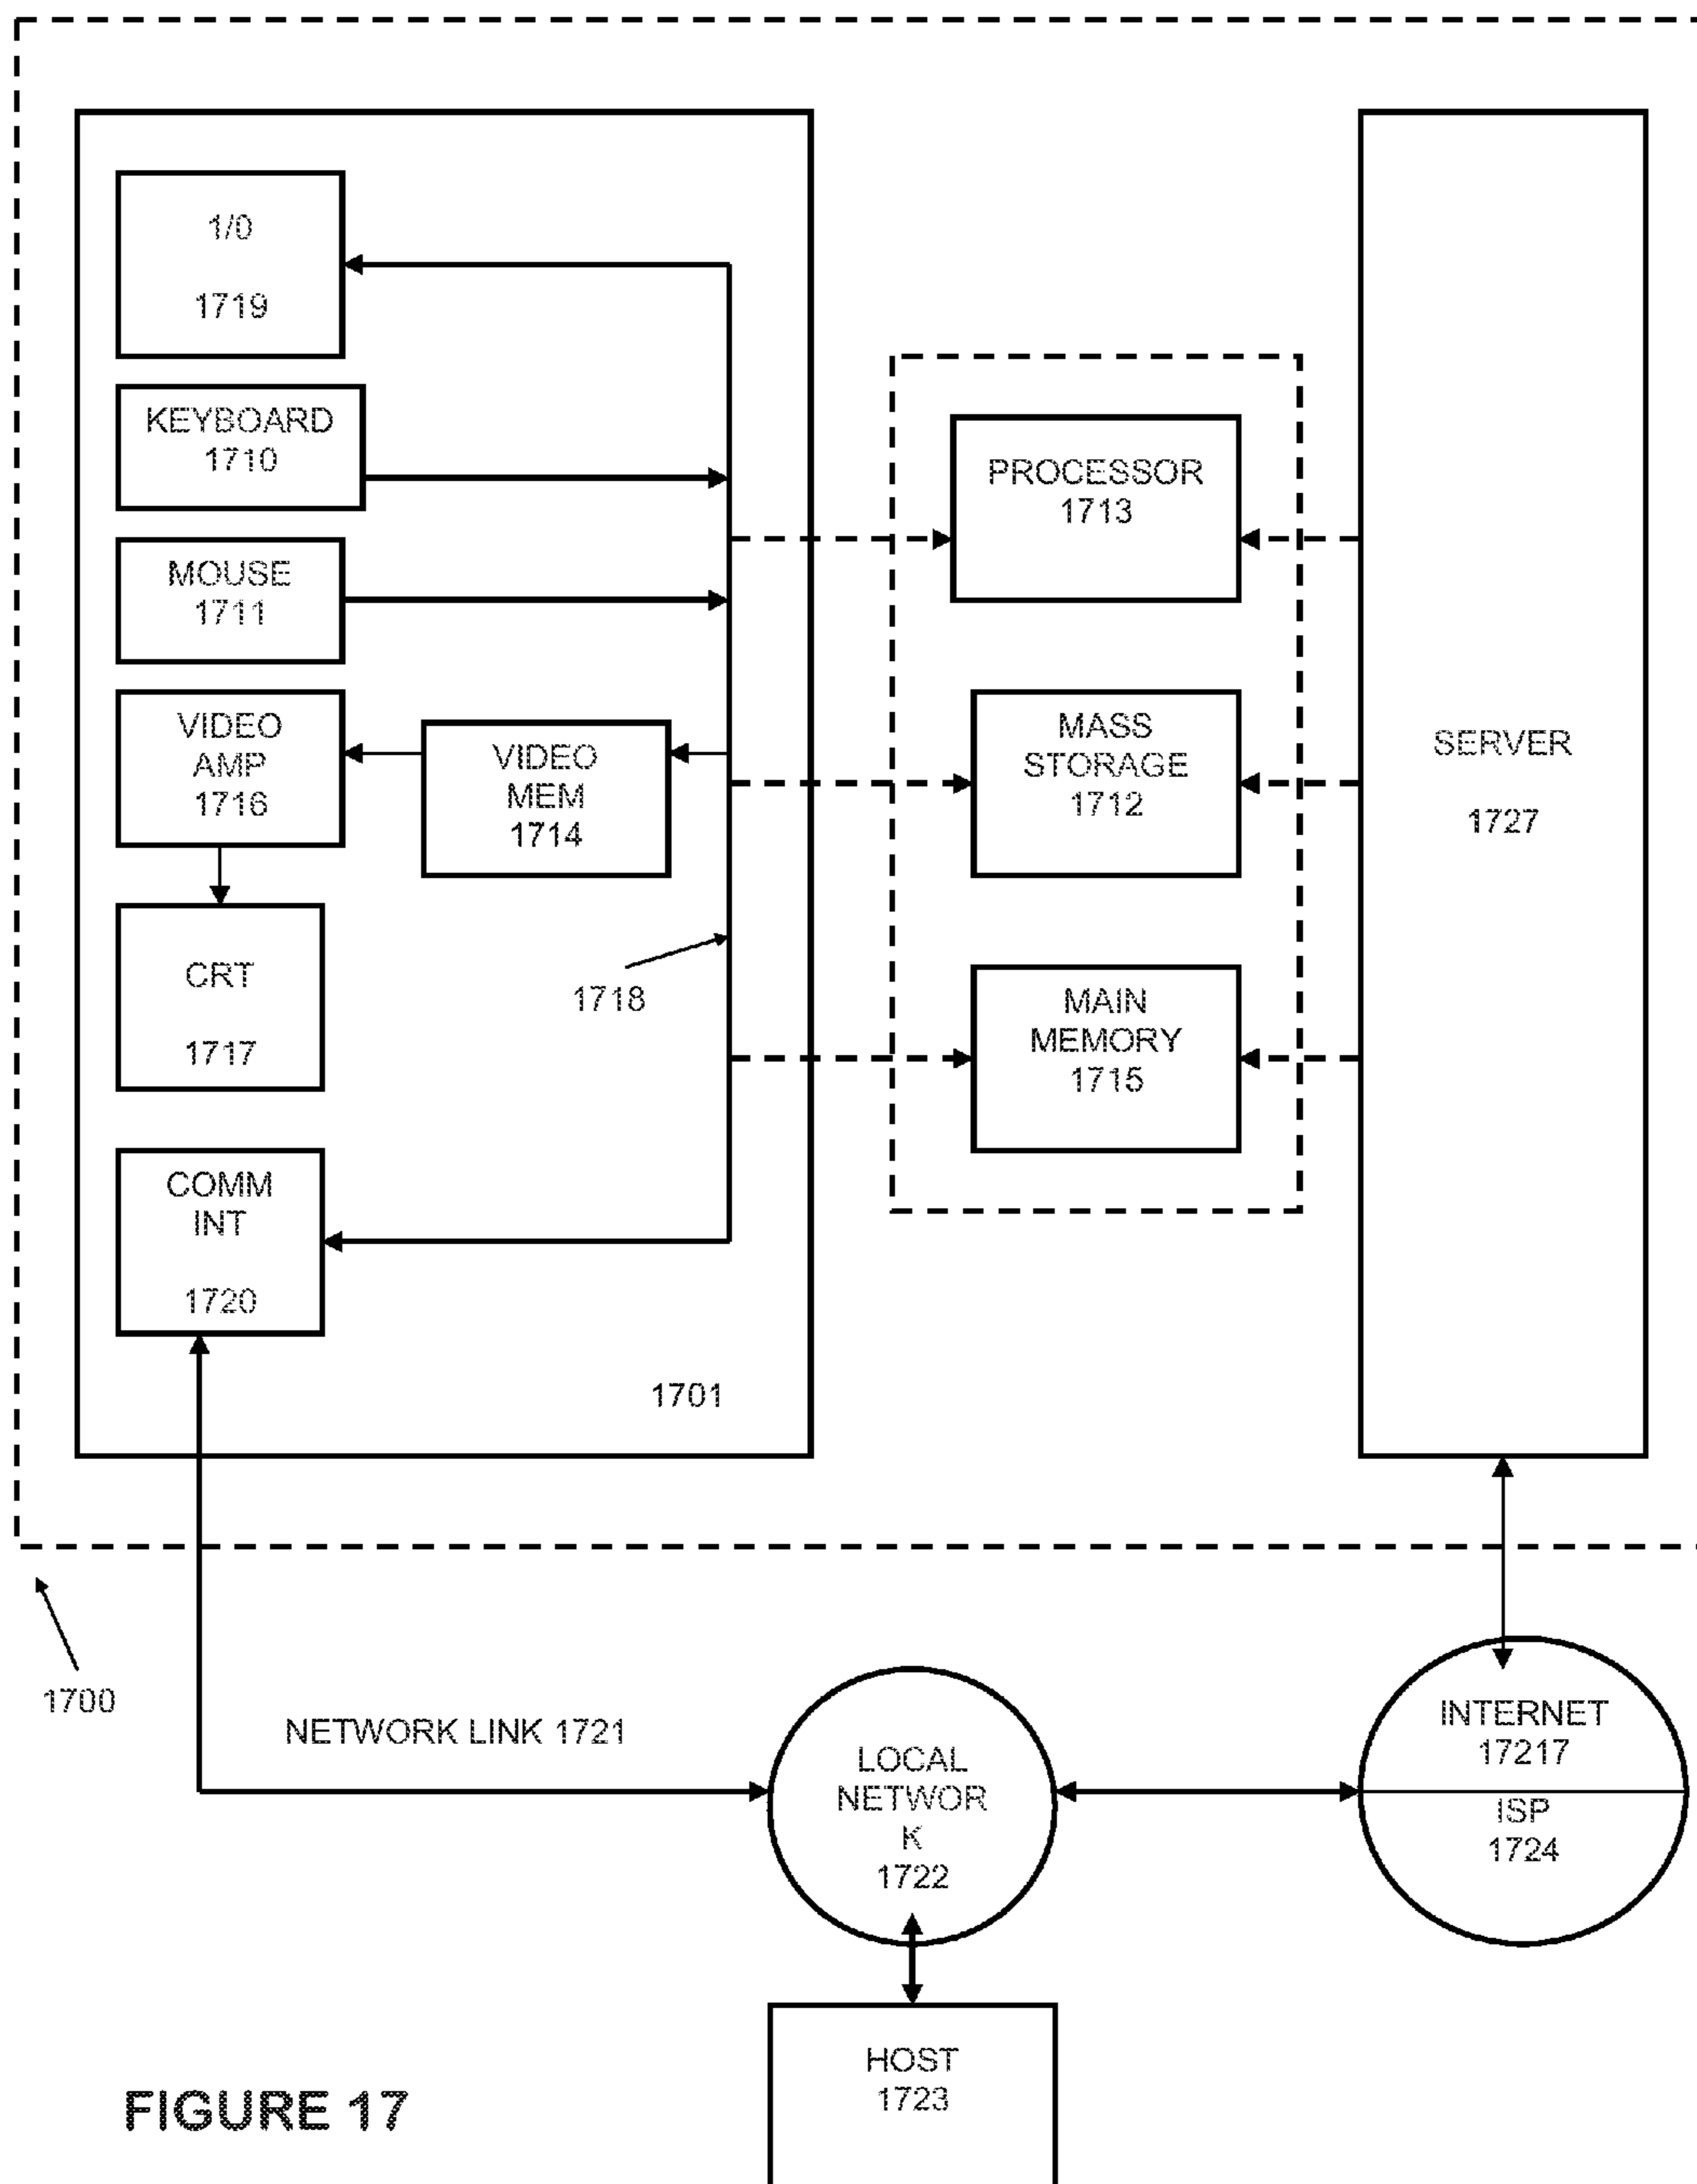 1/0
1719
KEYBOARD
1710
MOUSE
1711
VIDEO
AMP
1716
VIDEO
MEM
1714
CRT
1717
1718
COMM
INT
1720
1701
PROCESSOR
1713
MASS
STORAGE
1712
MAIN
MEMORY
1715
SERVER
1727
1700
NETWORK LINK 1721
LOCAL
NETWOR
K
1722
INTERNET
17217
ISP
1724
HOST
1723
FIGURE 17